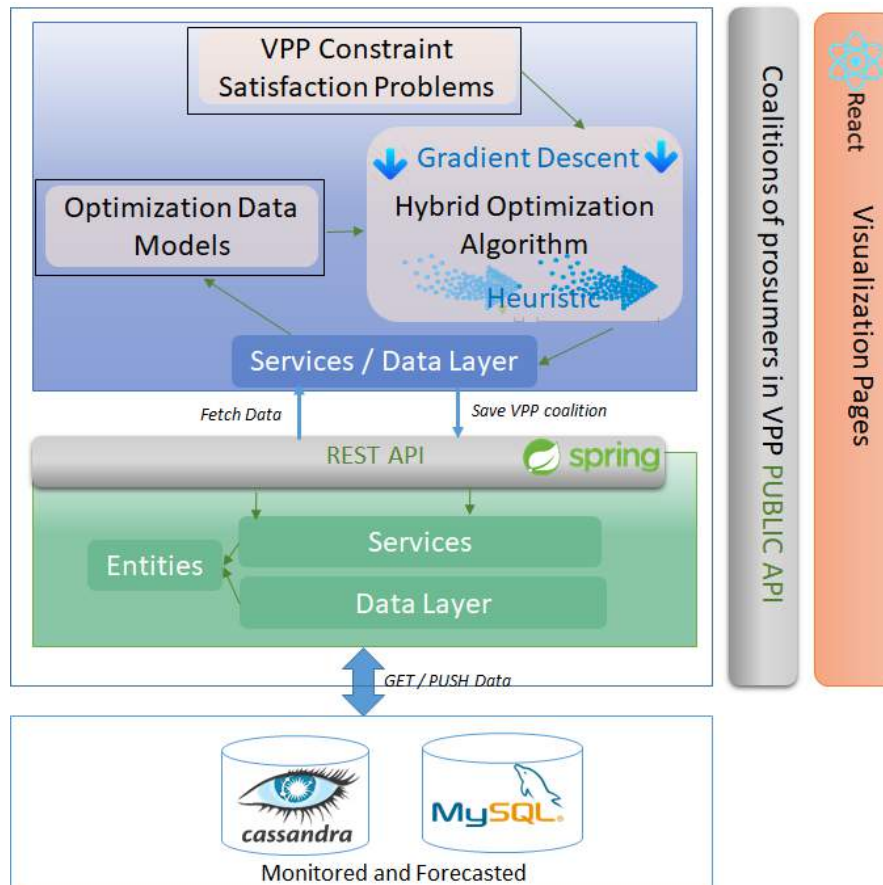 VPP Constraint
Satisfaction Problems
Gradient Descent
Hybrid Optimization
Algorithm
Heuristic
Optimization Data
Models
Services / Data Layer
Fetch Data
Save VPP coalition
REST API
spring
Services
Entities
Data Layer
GET / PUSH Data
cassandra
MySQL®
Monitored and Forecasted
Coalitions of prosumers in VPP PUBLIC API
React
Visualization Pages